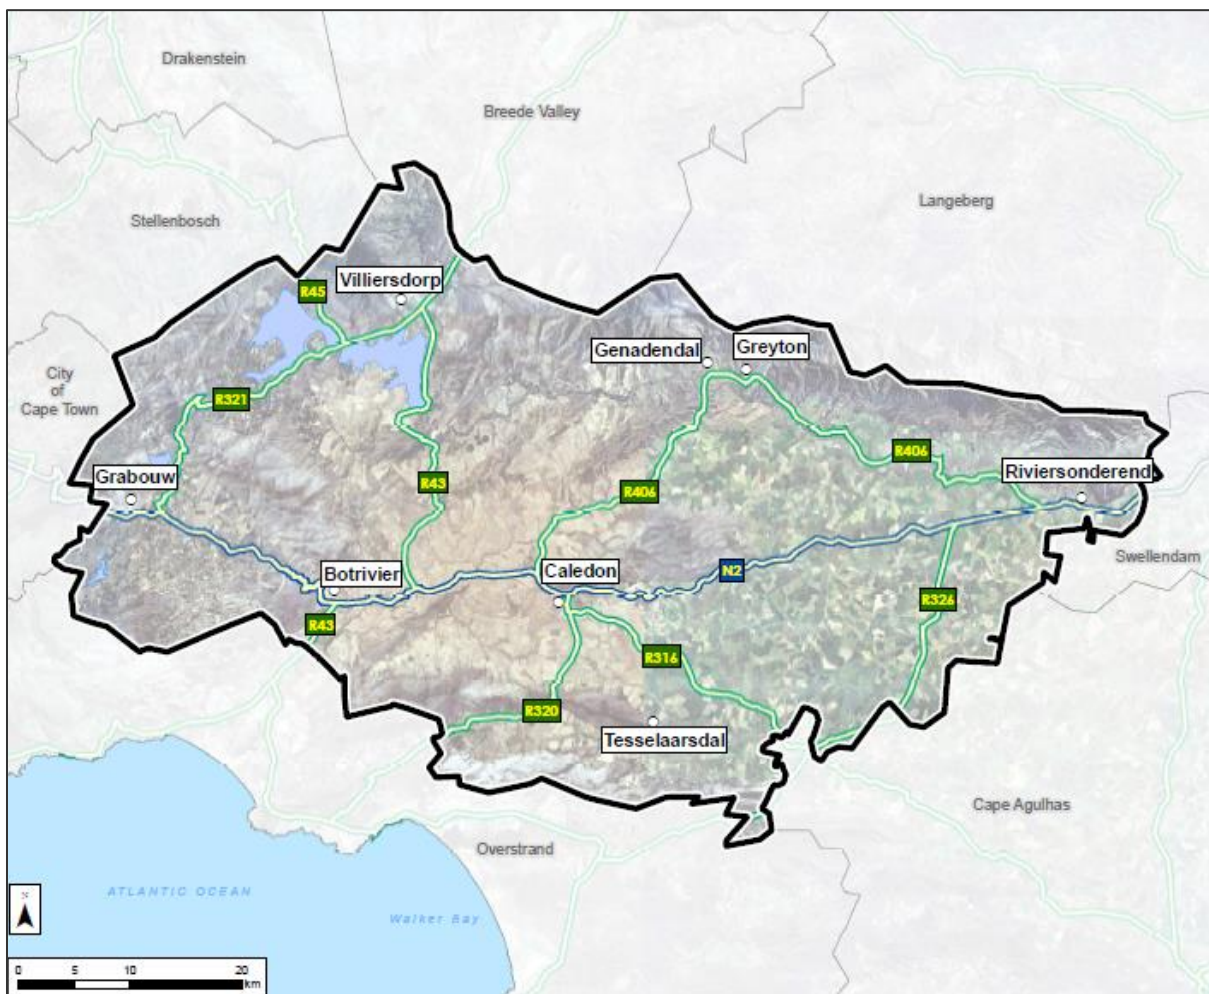 Drakenstein
Breede Valley
Langeberg
Stellenbosch
Villiersdorp
R45
Genadendal
Greyton
City
of
Cape Town
R321
R406
Riviersonderend
Grabouw
R43
R406
Swellendam
Botrivier
Caledon
N2
R326
R43
R316
R320
Tesselaarsdal
Cape Agulhas
Overstrand
ATLANTIC OCEAN
Walker Bay
N
0 5 10 20
km